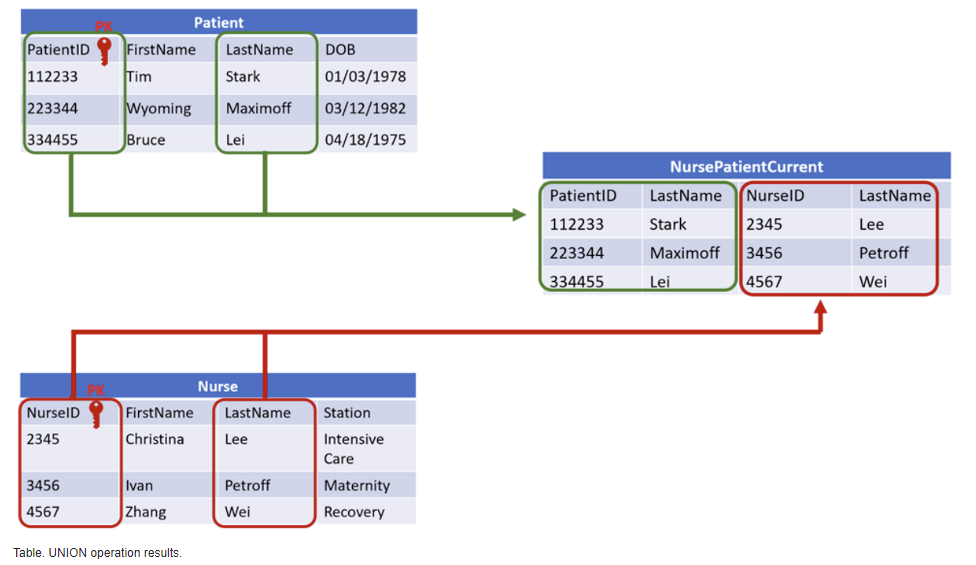 PK
Patient
PatientID FirstName LastName DOB
112233 Tim Stark 01/03/1978
223344 Wyoming Maximoff 03/12/1982
334455 Bruce Lei 04/18/1975
NursePatientCurrent
PatientID LastName NurseID LastName
112233 Stark 2345 Lee
223344 Maximoff 3456 Petroff
334455 Lei 4567 Wei
PK
Nurse
NurseID FirstName LastName Station
2345 Christina Lee Intensive
Care
3456 Ivan Petroff Maternity
4567 Zhang Wei Recovery
Table. UNION operation results.